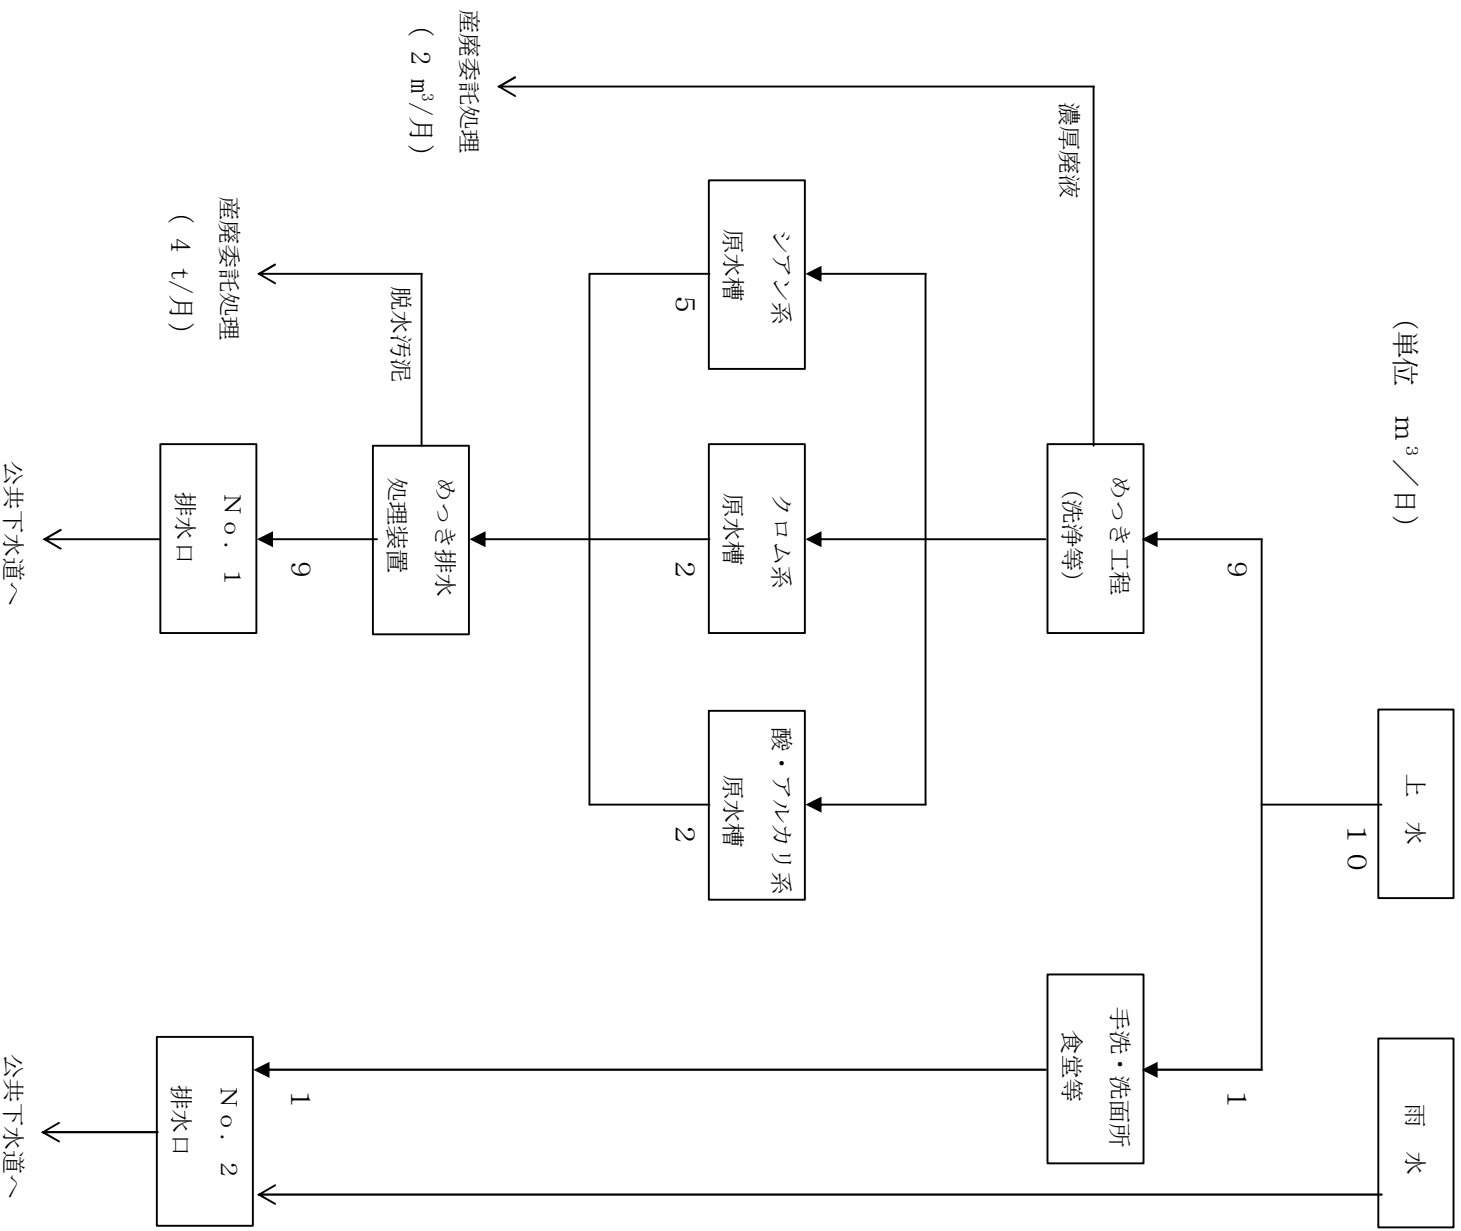 (単位 m³／日)
上 水
雨 水
１０
９
１
めっき工程
(洗浄等)
手洗・洗面所
食堂等
濃厚廃液
シアン系
原水槽
クロム系
原水槽
酸・アルカリ系
原水槽
５
２
２
産廃委託処理
( 2 m³/月)
めっき排水
処理装置
脱水汚泥
産廃委託処理
( 4 t/月)
９
１
Ｎｏ．１
排水口
Ｎｏ．２
排水口
公共下水道へ
公共下水道へ